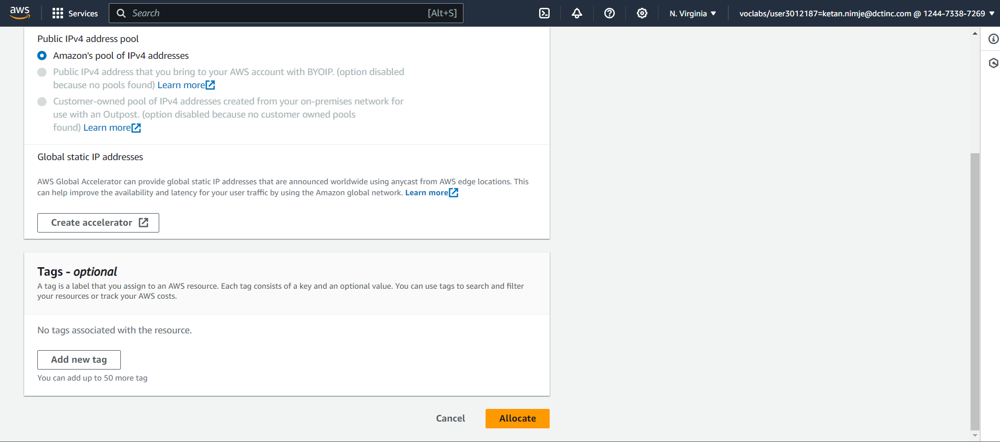 aws
Services
Search
[Alt+S]
N. Virginia
voclabs/user3012187=ketan.nimje@dctinc.com @ 1244-7338-7269
Public IPv4 address pool
Amazon's pool of IPv4 addresses
Public IPv4 address that you bring to your AWS account with BYOIP. (option disabled
because no pools found) Learn more
Customer-owned pool of IPv4 addresses created from your on-premises network for
use with an Outpost. (option disabled because no customer owned pools
found) Learn more
Global static IP addresses
AWS Global Accelerator can provide global static IP addresses that are announced worldwide using anycast from AWS edge locations. This
can help improve the availability and latency for your user traffic by using the Amazon global network. Learn more
Create accelerator
Tags - optional
A tag is a label that you assign to an AWS resource. Each tag consists of a key and an optional value. You can use tags to search and filter
your resources or track your AWS costs.
No tags associated with the resource.
Add new tag
You can add up to 50 more tag
Cancel
Allocate